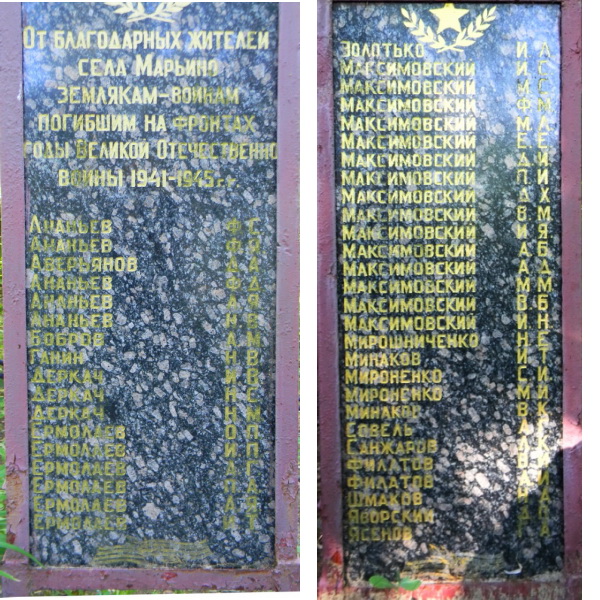 От благодарных жителей
села Марьино
землякам-воинам
погибшим на фронтах
годы Великой Отечественно
войны 1941-1945 г.г.
Ананьев Ф С
Ананьев Ф И
Аверьянов Д А
Ананьев Ф Д
Ананьев А Я
Ананьев Н В
Бобров А М
Ганин Н В
Деркач И В
Деркач Н Е
Деркач Н М
Ермолаев О П
Ермолаев И П
Ермолаев А Г
Ермолаев П А
Ермолаев А
Ермолаев И Т
Золотько И А
Максимовский И С
Максимовский И С
Максимовский Ф М
Максимовский М А
Максимовский Е Е
Максимовский Д И
Максимовский П И
Максимовский Д Х
Максимовский В М
Максимовский И Я
Максимовский А Б
Максимовский А Д
Максимовский М М
Максимовский В Б
Максимовский И Н
Мирошниченко Н Е
Минаков И Т
Мироненко С И
Мироненко М И
Минаков В К
Совель А
Санжаров
Филатов
Филатов
Шмаков
Яворский
Ясенов